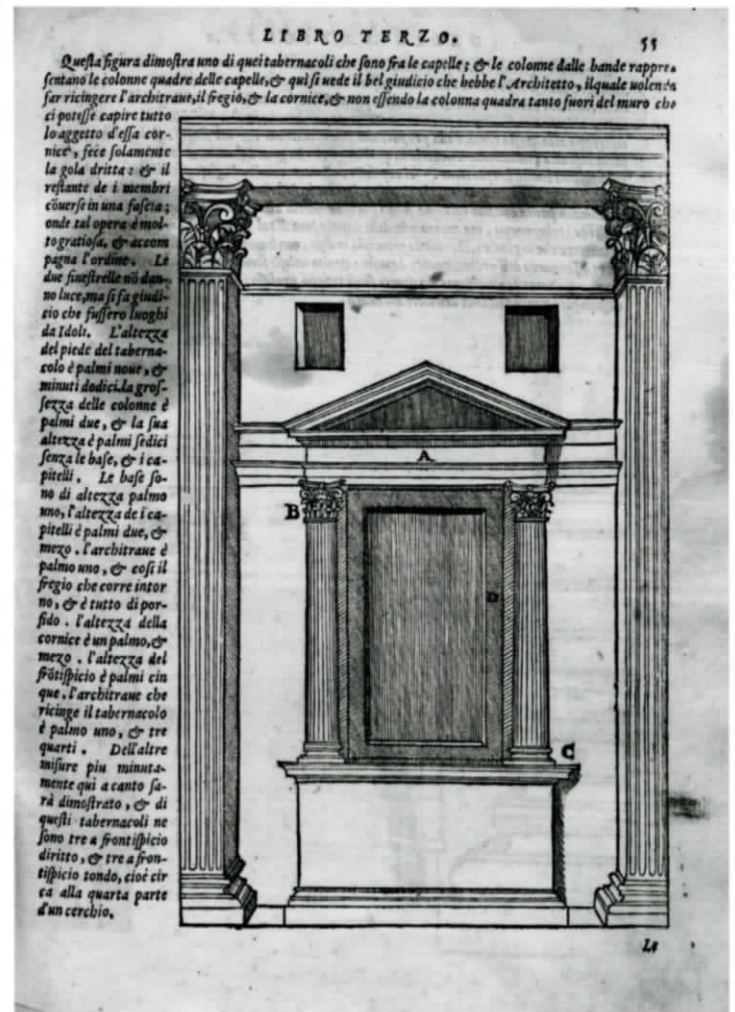 LIBRO TERZO. 55
Questa figura dimostra uno di quei tabernacoli che sono fra le capelle; & le colonne dalle bande rappre-
sentano le colonne quadre delle capelle, & qui si uede il bel giudicio che hebbe l'Architetto, ilquale uolendo
far ricingere l'architraue, il fregio, & la cornice, & non essendo la colonna quadra tanto fuori del muro che
ci potesse capire tutto
lo aggetto d'essa cor-
nice, fece solamente
la gola dritta: & il
restante de i membri
cõuerse in una fascia;
onde tal opera è mol-
to gratiosa, & accom
pagna l'ordine. Le
due finestrelle nõ dan-
no luce, ma si fa giudi-
cio che fussero luoghi
da Idoli. L'altezza
del piede del taberna-
colo è palmi noue, &
minuti dodici. la gros-
sezza delle colonne è
palmi due, & la sua
altezza è palmi sedici
senza le base, & i ca-
pitelli. Le base so-
no di altezza palmo
uno, l'altezza de i ca-
pitelli è palmi due, &
mezo. l'architraue è
palmo uno, & cosi il
fregio che corre intor
no, & è tutto di por-
fido. l'altezza della
cornice è un palmo, &
mezo. l'altezza del
frõtispicio è palmi cin
que. l'architraue che
ricinge il tabernacolo
è palmo uno, & tre
quarti. Dell'altre
misure piu minuta-
mente qui a canto sa-
rà dimostrato, & di
questi tabernacoli ne
sono tre a frontispicio
diritto, & tre a fron-
tispicio tondo, cioè cir
ca alla quarta parte
d'un cerchio.
A
B
D
C
Le